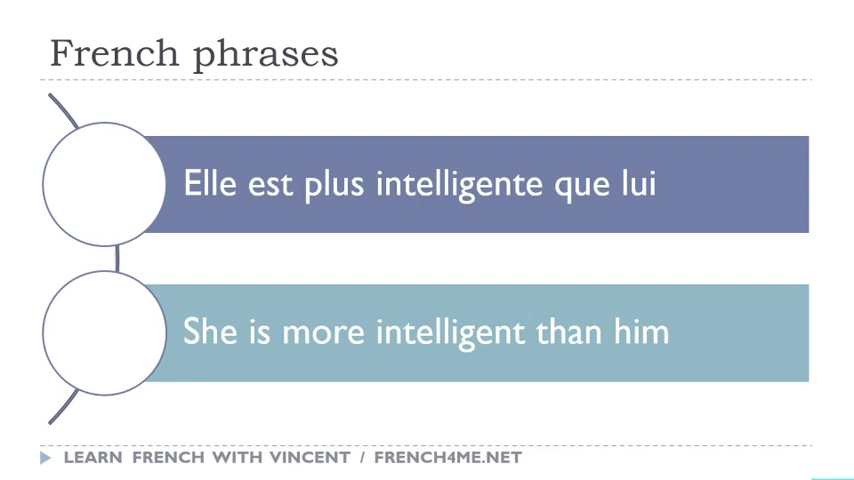 French phrases
Elle est plus intelligente que lui
She is more intelligent than him
LEARN FRENCH WITH VINCENT / FRENCH4ME.NET